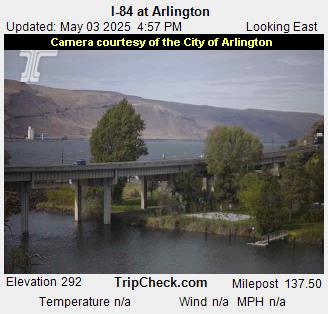 I-84 at Arlington
Updated: May 03 2025 4:57 PM Looking East
Camera courtesy of the City of Arlington
Elevation 292 TripCheck.com Milepost 137.50
Temperature n/a Wind n/a MPH n/a